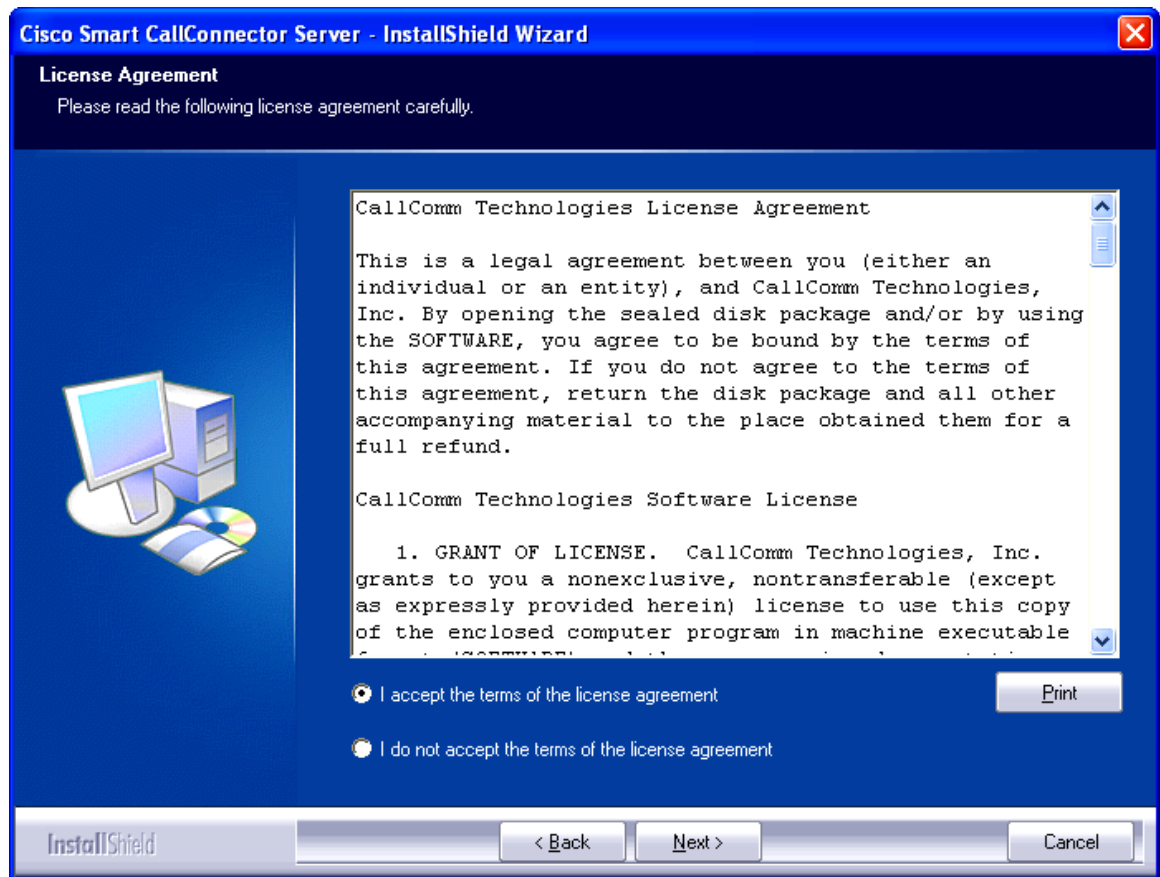 Cisco Smart CallConnector Server - InstallShield Wizard
License Agreement
Please read the following license agreement carefully.
CallComm Technologies License Agreement
This is a legal agreement between you (either an
individual or an entity), and CallComm Technologies,
Inc. By opening the sealed disk package and/or by using
the SOFTWARE, you agree to be bound by the terms of
this agreement. If you do not agree to the terms of
this agreement, return the disk package and all other
accompanying material to the place obtained them for a
full refund.
CallComm Technologies Software License
1. GRANT OF LICENSE.  CallComm Technologies, Inc.
grants to you a nonexclusive, nontransferable (except
as expressly provided herein) license to use this copy
of the enclosed computer program in machine executable
I accept the terms of the license agreement
Print
I do not accept the terms of the license agreement
InstallShield
< Back
Next >
Cancel